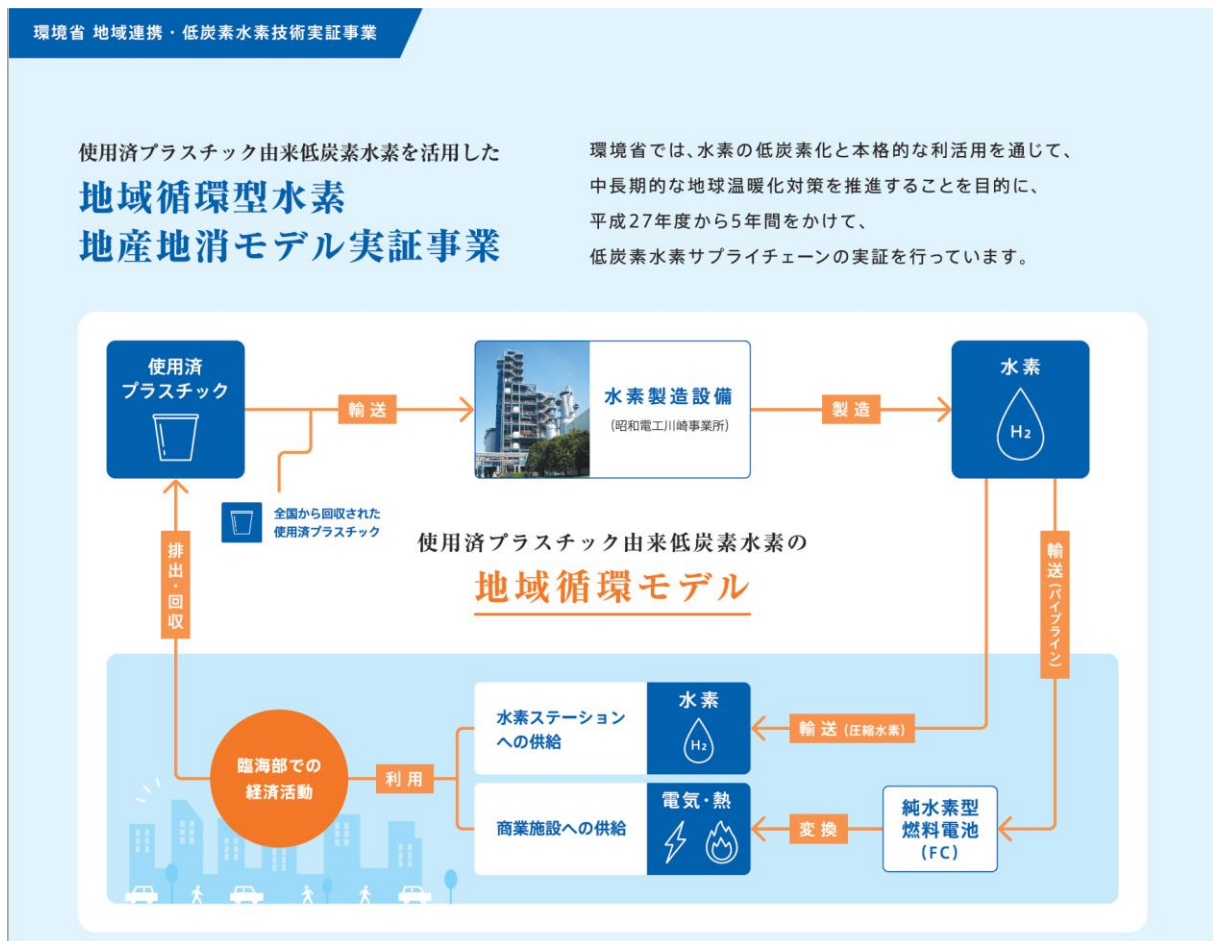 環境省 地域連携・低炭素水素技術実証事業
使用済プラスチック由来低炭素水素を活用した
地域循環型水素
地産地消モデル実証事業
環境省では、水素の低炭素化と本格的な利活用を通じて、
中長期的な地球温暖化対策を推進することを目的に、
平成27年度から5年間をかけて、
低炭素水素サプライチェーンの実証を行っています。
使用済
プラスチック
輸送
水素製造設備
(昭和電工川崎事業所)
製造
水素
H2
全国から回収された
使用済プラスチック
排出・回収
使用済プラスチック由来低炭素水素の
地域循環モデル
輸送(パイプライン)
臨海部での
経済活動
利用
水素ステーション
への供給
水素
H2
輸送(圧縮水素)
商業施設への供給
電気・熱
変換
純水素型
燃料電池
(FC)